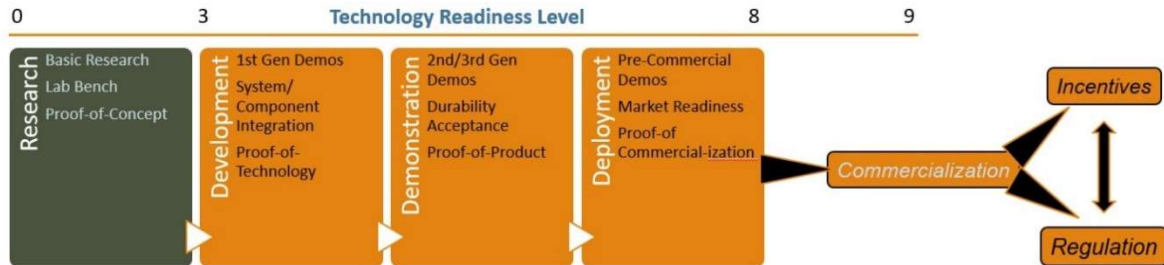 0 3 Technology Readiness Level 8 9
Research
Basic Research
Lab Bench
Proof-of-Concept
Development
1st Gen Demos
System/
Component
Integration
Proof-of-
Technology
Demonstration
2nd/3rd Gen
Demos
Durability
Acceptance
Proof-of-Product
Deployment
Pre-Commercial
Demos
Market Readiness
Proof-of
Commercial-ization
Commercialization
Incentives
Regulation